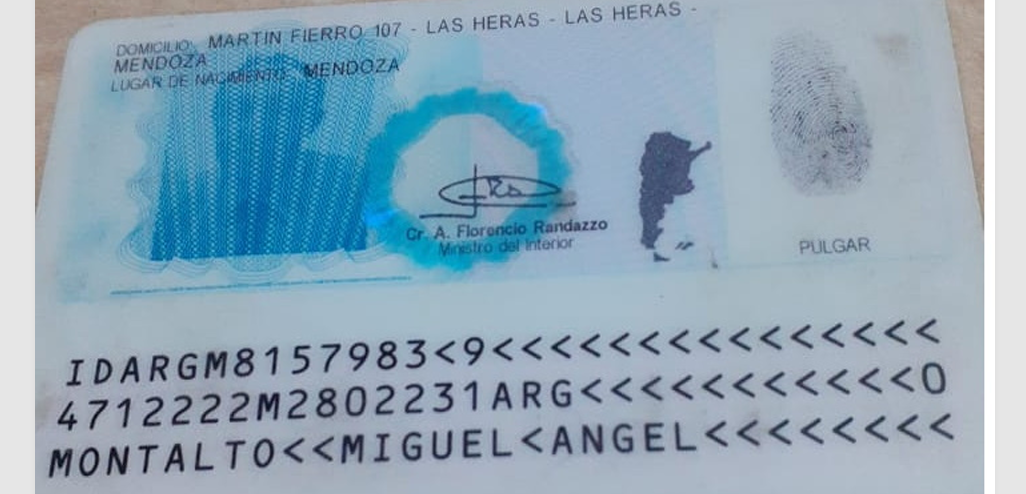 DOMICILIO: MARTIN FIERRO 107 - LAS HERAS - LAS HERAS -
MENDOZA
LUGAR DE NACIMIENTO: MENDOZA
Cr. A. Florencio Randazzo
Ministro del Interior
PULGAR
IDARGM8157983<9<<<<<<<<<<<<<<<
4712222M2802231ARG<<<<<<<<<<<0
MONTALTO<<MIGUEL<ANGEL<<<<<<<<